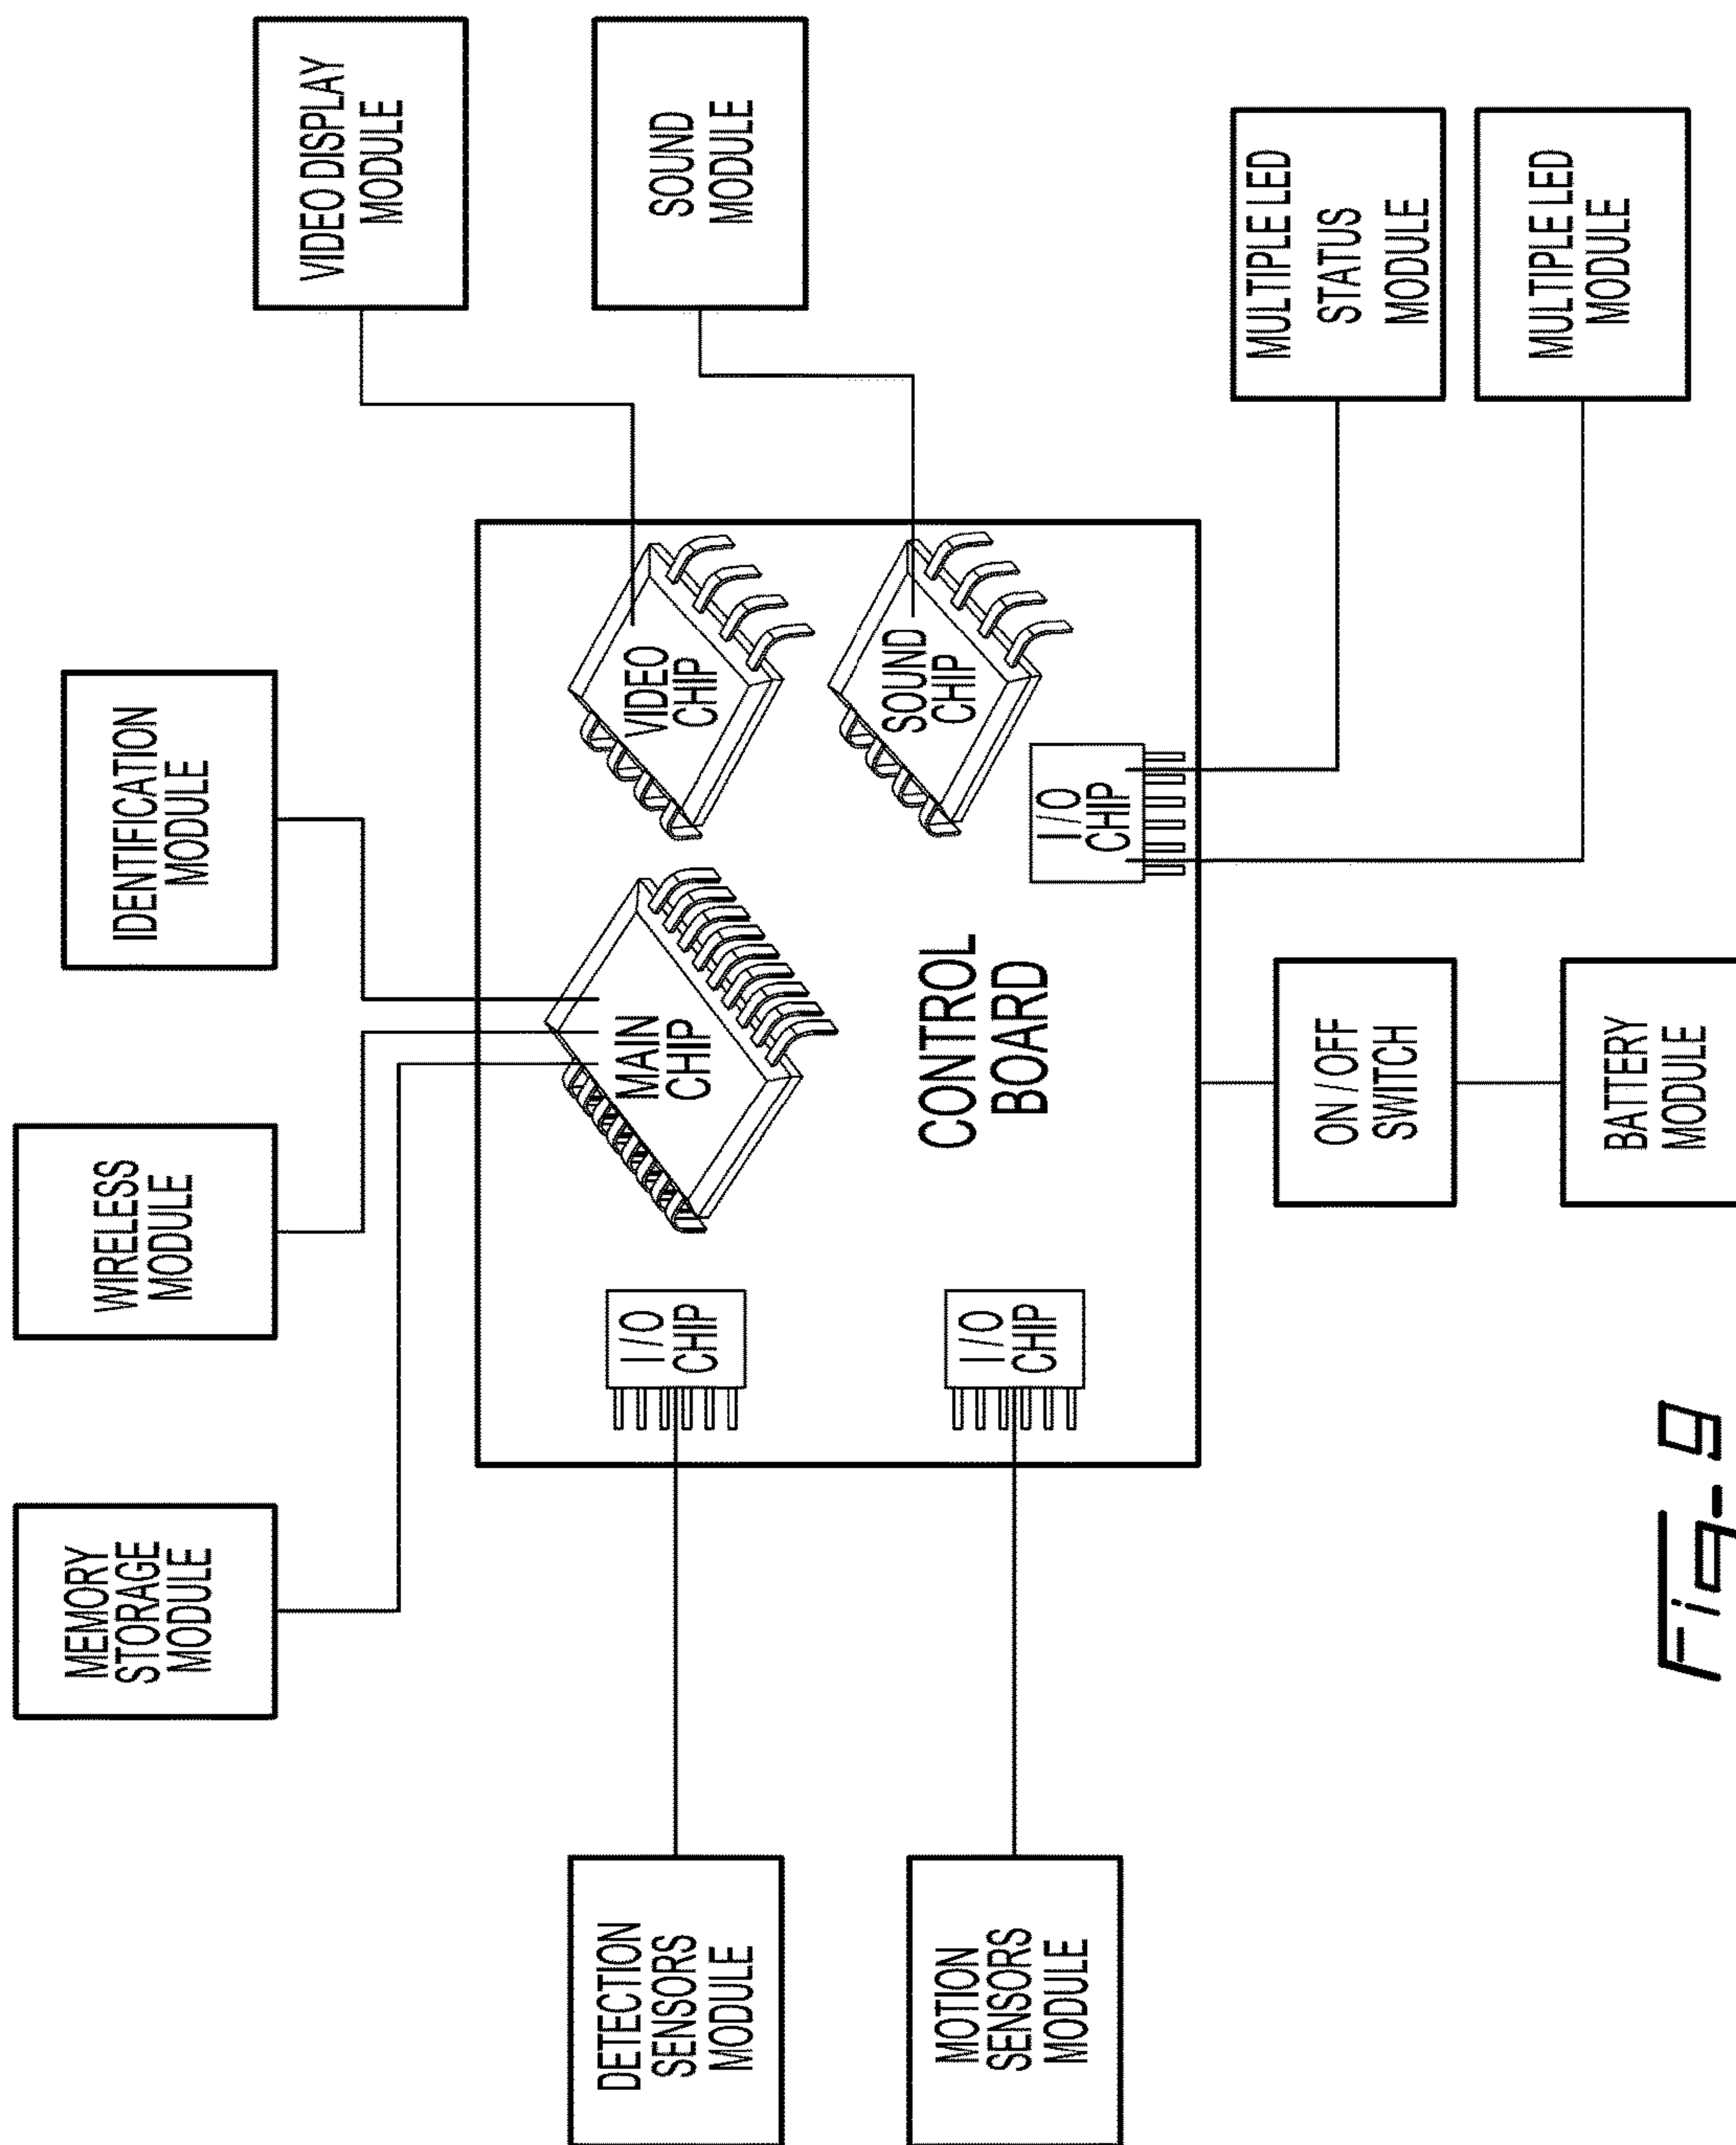 MEMORY
STORAGE
MODULE
WIRELESS
MODULE
IDENTIFICATION
MODULE
VIDEO DISPLAY
MODULE
SOUND
MODULE
DETECTION
SENSORS
MODULE
MOTION
SENSORS
MODULE
I/O
CHIP
I/O
CHIP
MAIN
CHIP
VIDEO
CHIP
SOUND
CHIP
I/O
CHIP
CONTROL
BOARD
MULTIPLE LED
STATUS
MODULE
MULTIPLE LED
MODULE
ON / OFF
SWITCH
BATTERY
MODULE
Fig-9